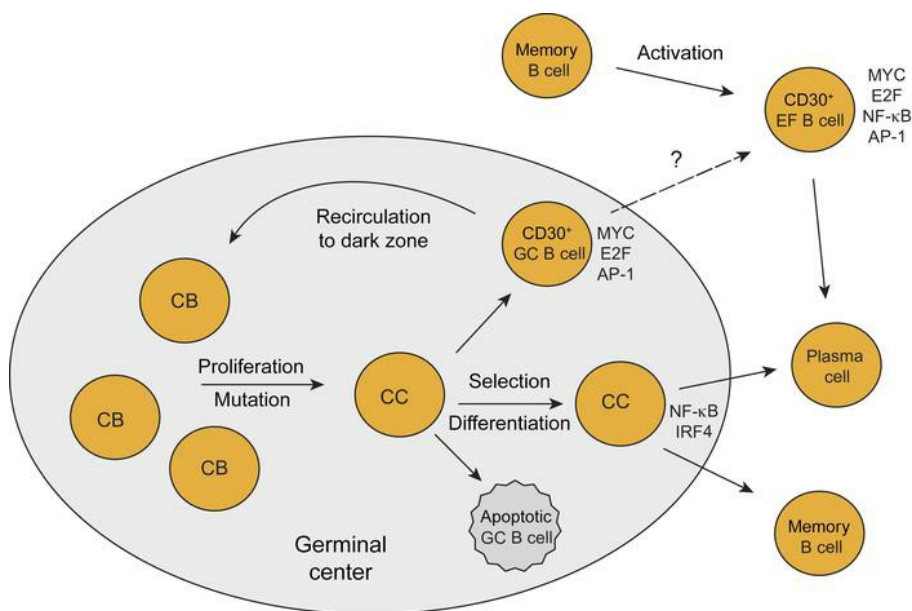 Memory
B cell
Activation
CD30⁺
EF B cell
MYC
E2F
NF-κB
AP-1
?
Recirculation
to dark zone
CD30⁺
GC B cell
MYC
E2F
AP-1
CB
CB
CB
Proliferation
Mutation
CC
Selection
Differentiation
CC
NF-κB
IRF4
Plasma
cell
Apoptotic
GC B cell
Memory
B cell
Germinal
center